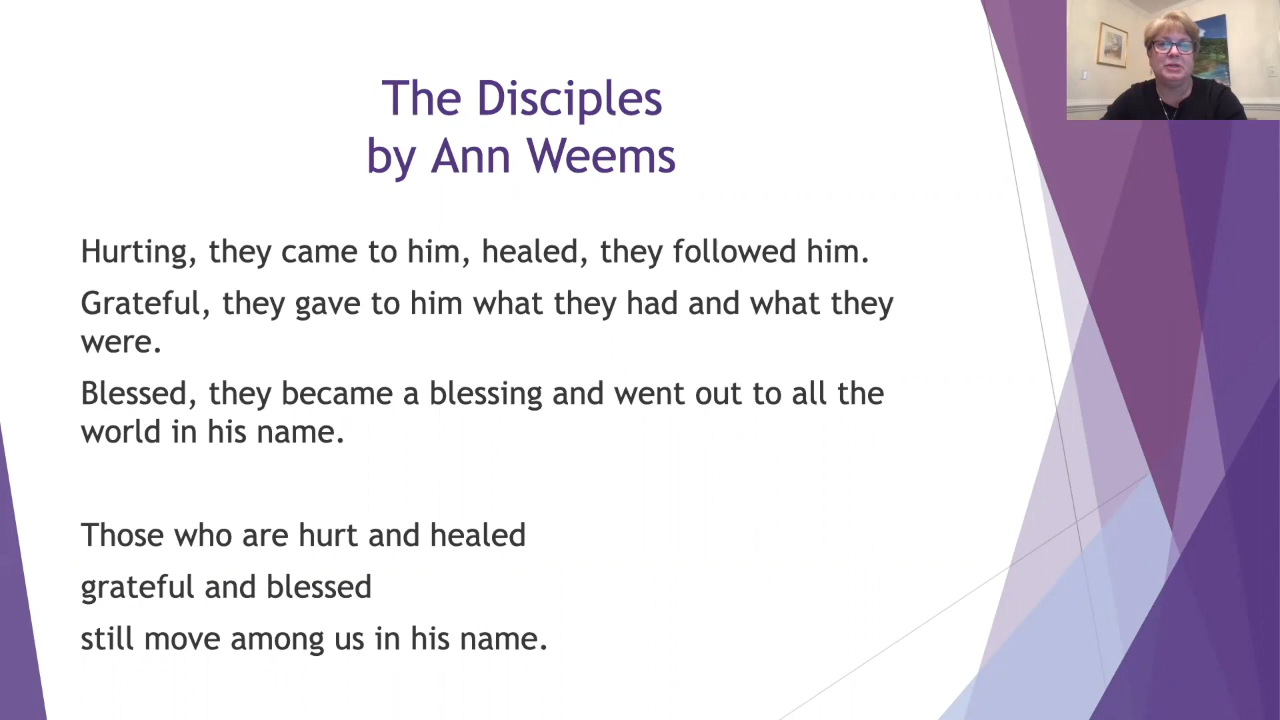 The Disciples
by Ann Weems
Hurting, they came to him, healed, they followed him.
Grateful, they gave to him what they had and what they
were.
Blessed, they became a blessing and went out to all the
world in his name.
Those who are hurt and healed
grateful and blessed
still move among us in his name.